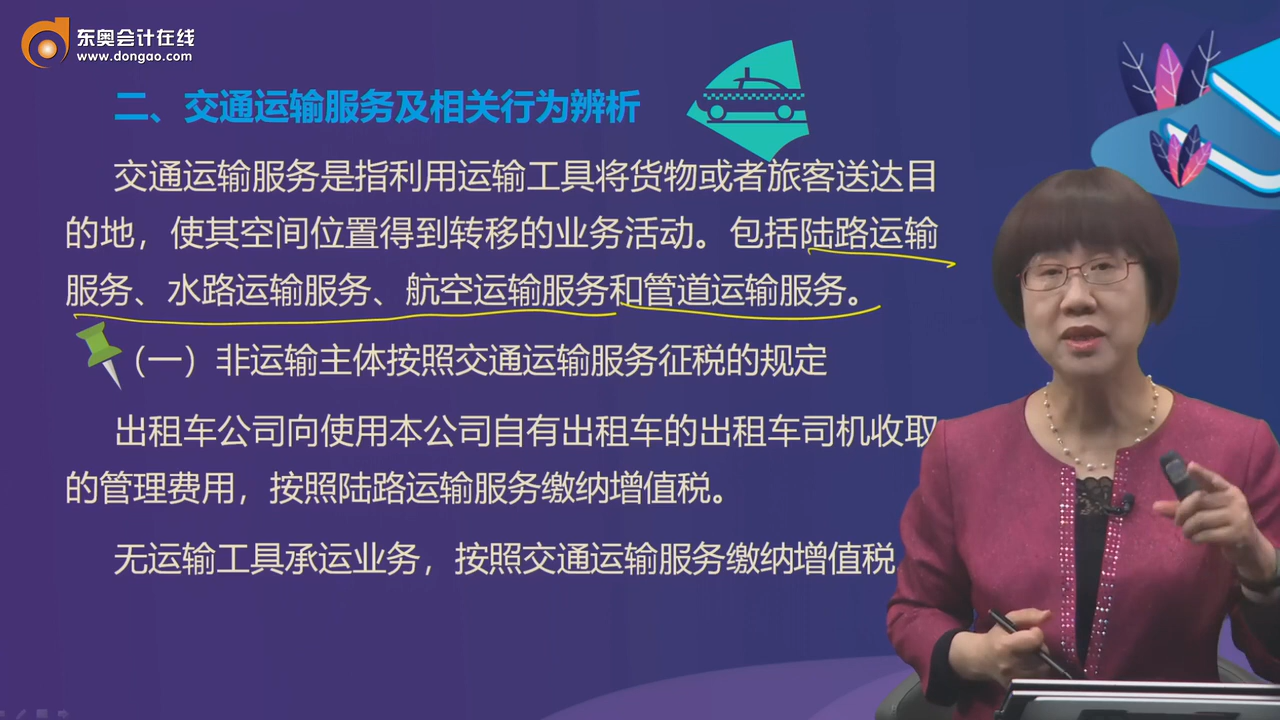 东奥会计在线
www.dongao.com
二、交通运输服务及相关行为辨析
交通运输服务是指利用运输工具将货物或者旅客送达目
的地，使其空间位置得到转移的业务活动。包括陆路运输
服务、水路运输服务、航空运输服务和管道运输服务。
（一）非运输主体按照交通运输服务征税的规定
出租车公司向使用本公司自有出租车的出租车司机收取
的管理费用，按照陆路运输服务缴纳增值税。
无运输工具承运业务，按照交通运输服务缴纳增值税